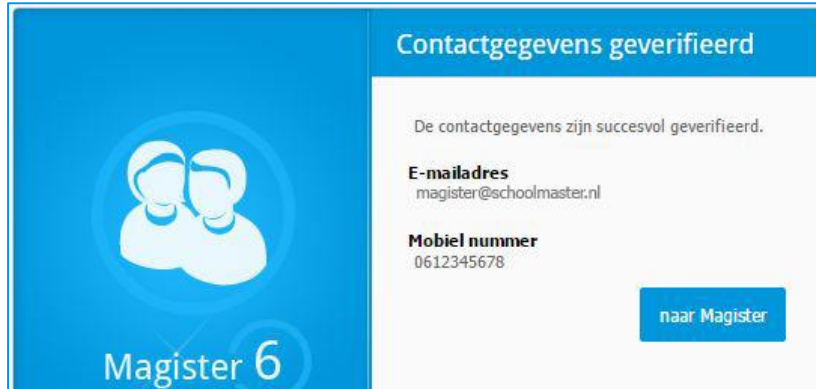 Contactgegevens geverifieerd
De contactgegevens zijn succesvol geverifieerd.
E-mailadres
magister@schoolmaster.nl
Mobiel nummer
0612345678
naar Magister
Magister 6